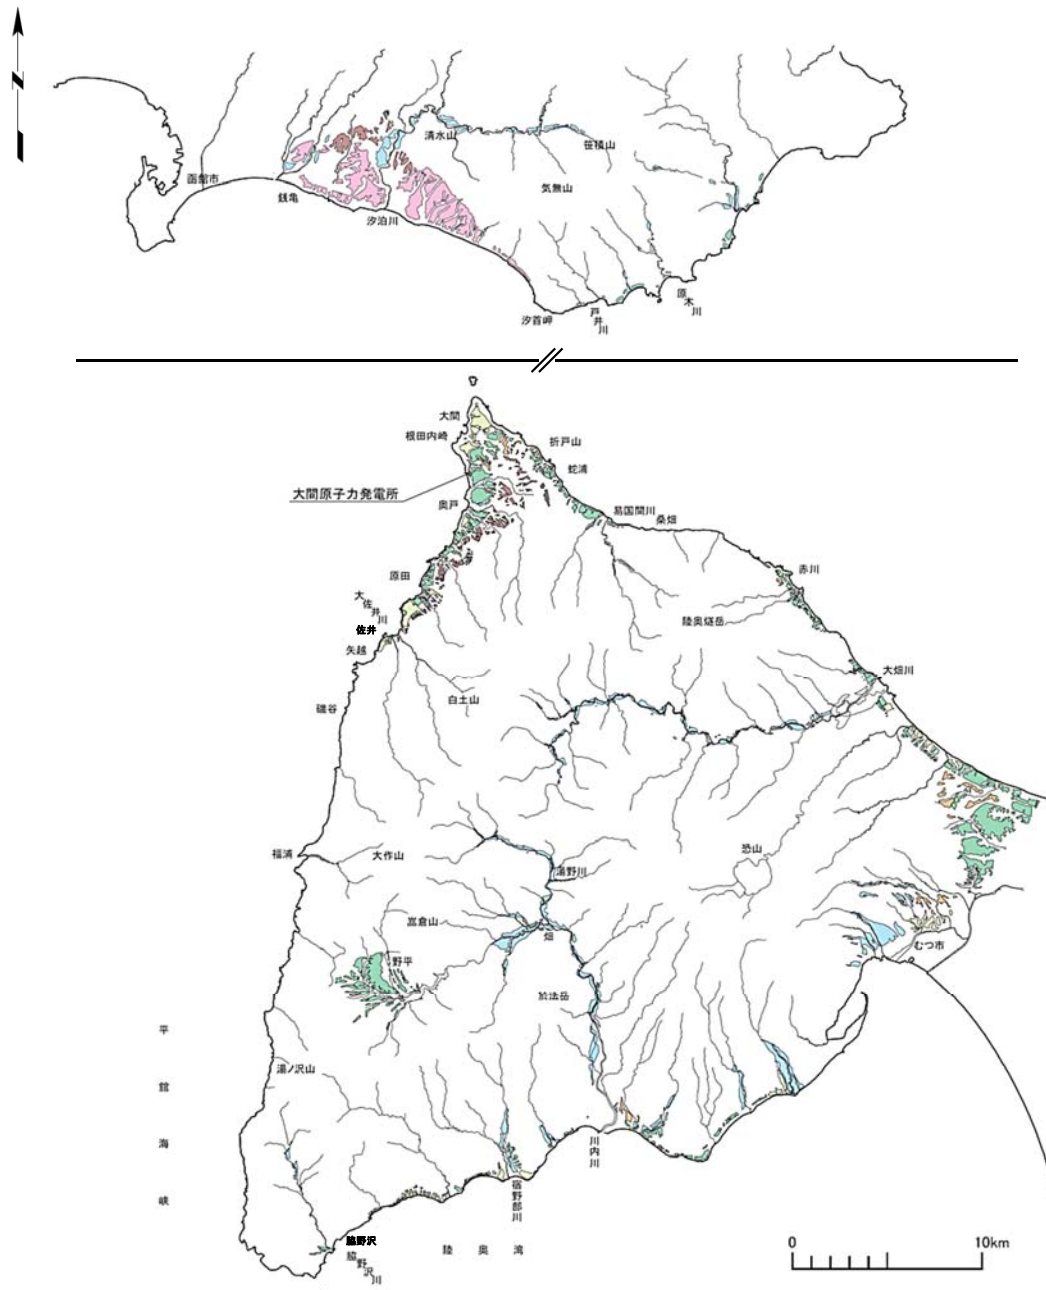 N
清水山
笹積山
函館市
銭亀
気無山
汐泊川
汐首岬
戸井川
原木川
大間
根田内崎
折戸山
蛇浦
大間原子力発電所
奥戸
易国間川
桑畑
原田
赤川
大佐井川
佐井
矢越
陸奥燧岳
大畑川
磯谷
白土山
福浦
大作山
恐山
湯野川
嵓倉山
畑
むつ市
野平
於法岳
平舘海峡
湯ノ沢山
川内川
宿野部川
脇野沢
脇野沢川
陸奥湾
0 10km